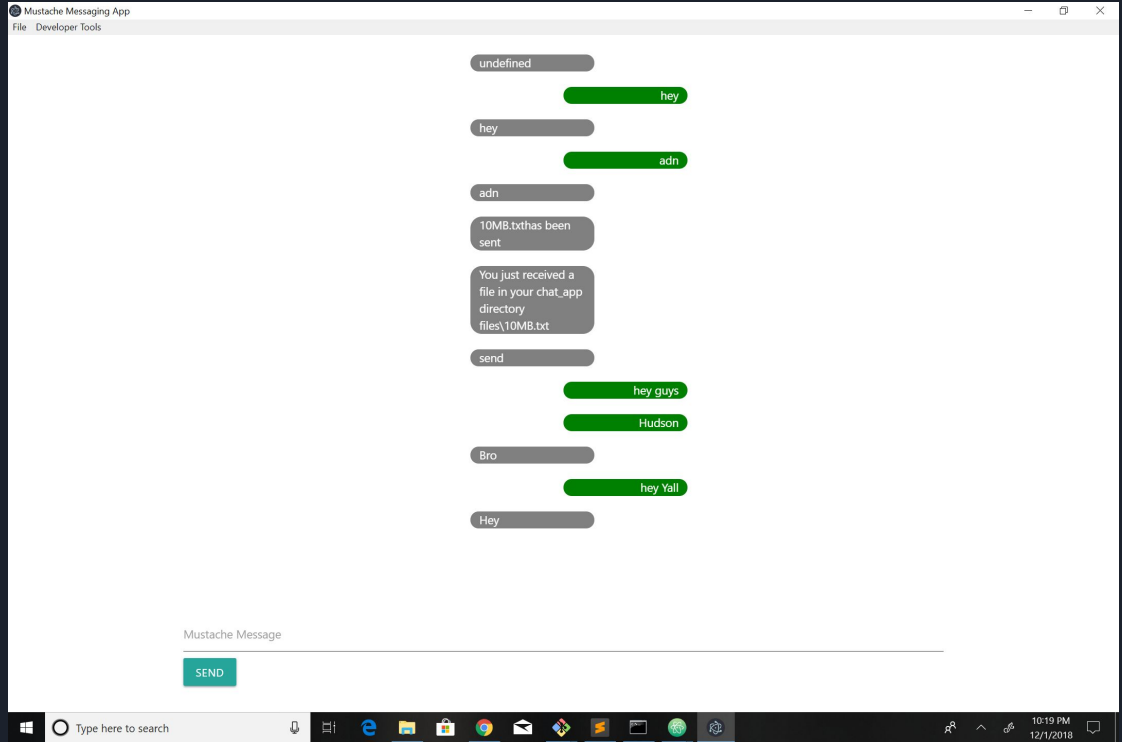 Mustache Messaging App
File Developer Tools
undefined
hey
hey
adn
adn
10MB.txthas been
sent
You just received a
file in your chat_app
directory
files\10MB.txt
send
hey guys
Hudson
Bro
hey Yall
Hey
Mustache Message
SEND
Type here to search
10:19 PM
12/1/2018